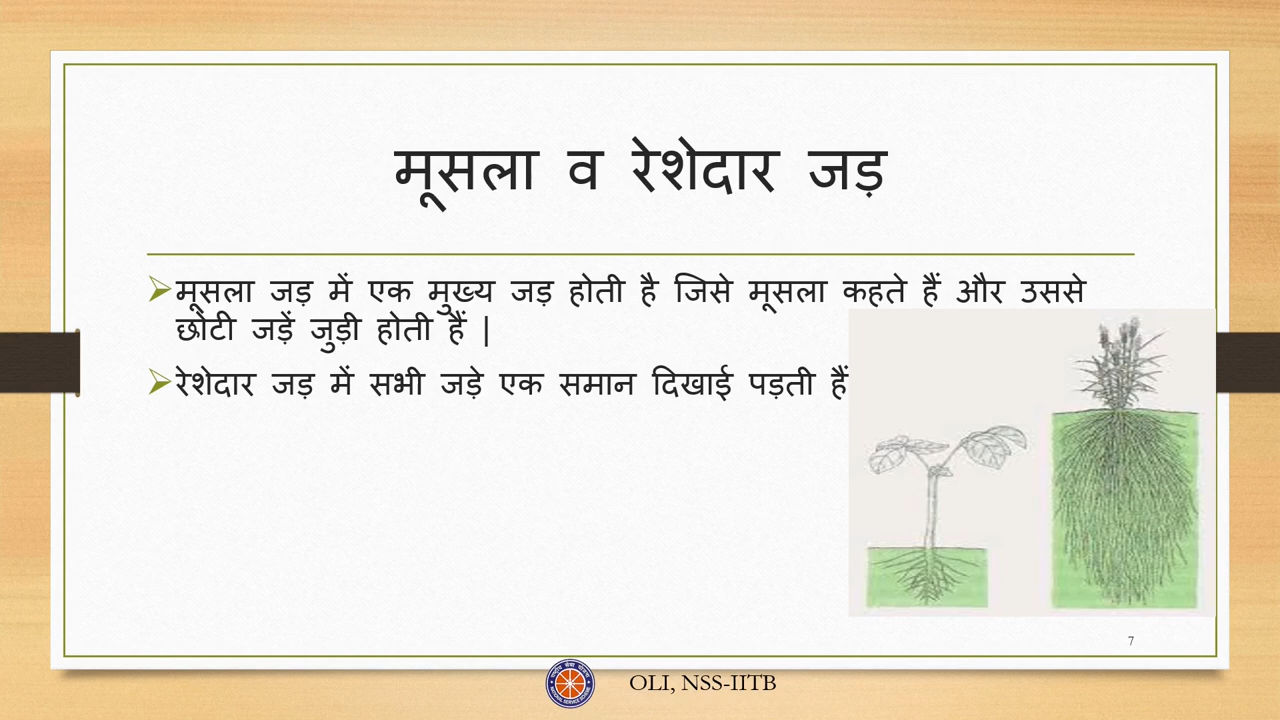 मूसला व रेशेदार जड़
मूसला जड़ में एक मुख्य जड़ होती है जिसे मूसला कहते हैं और उससे
छोटी जड़ें जुड़ी होती हैं |
रेशेदार जड़ में सभी जड़े एक समान दिखाई पड़ती हैं
7
OLI, NSS-IITB